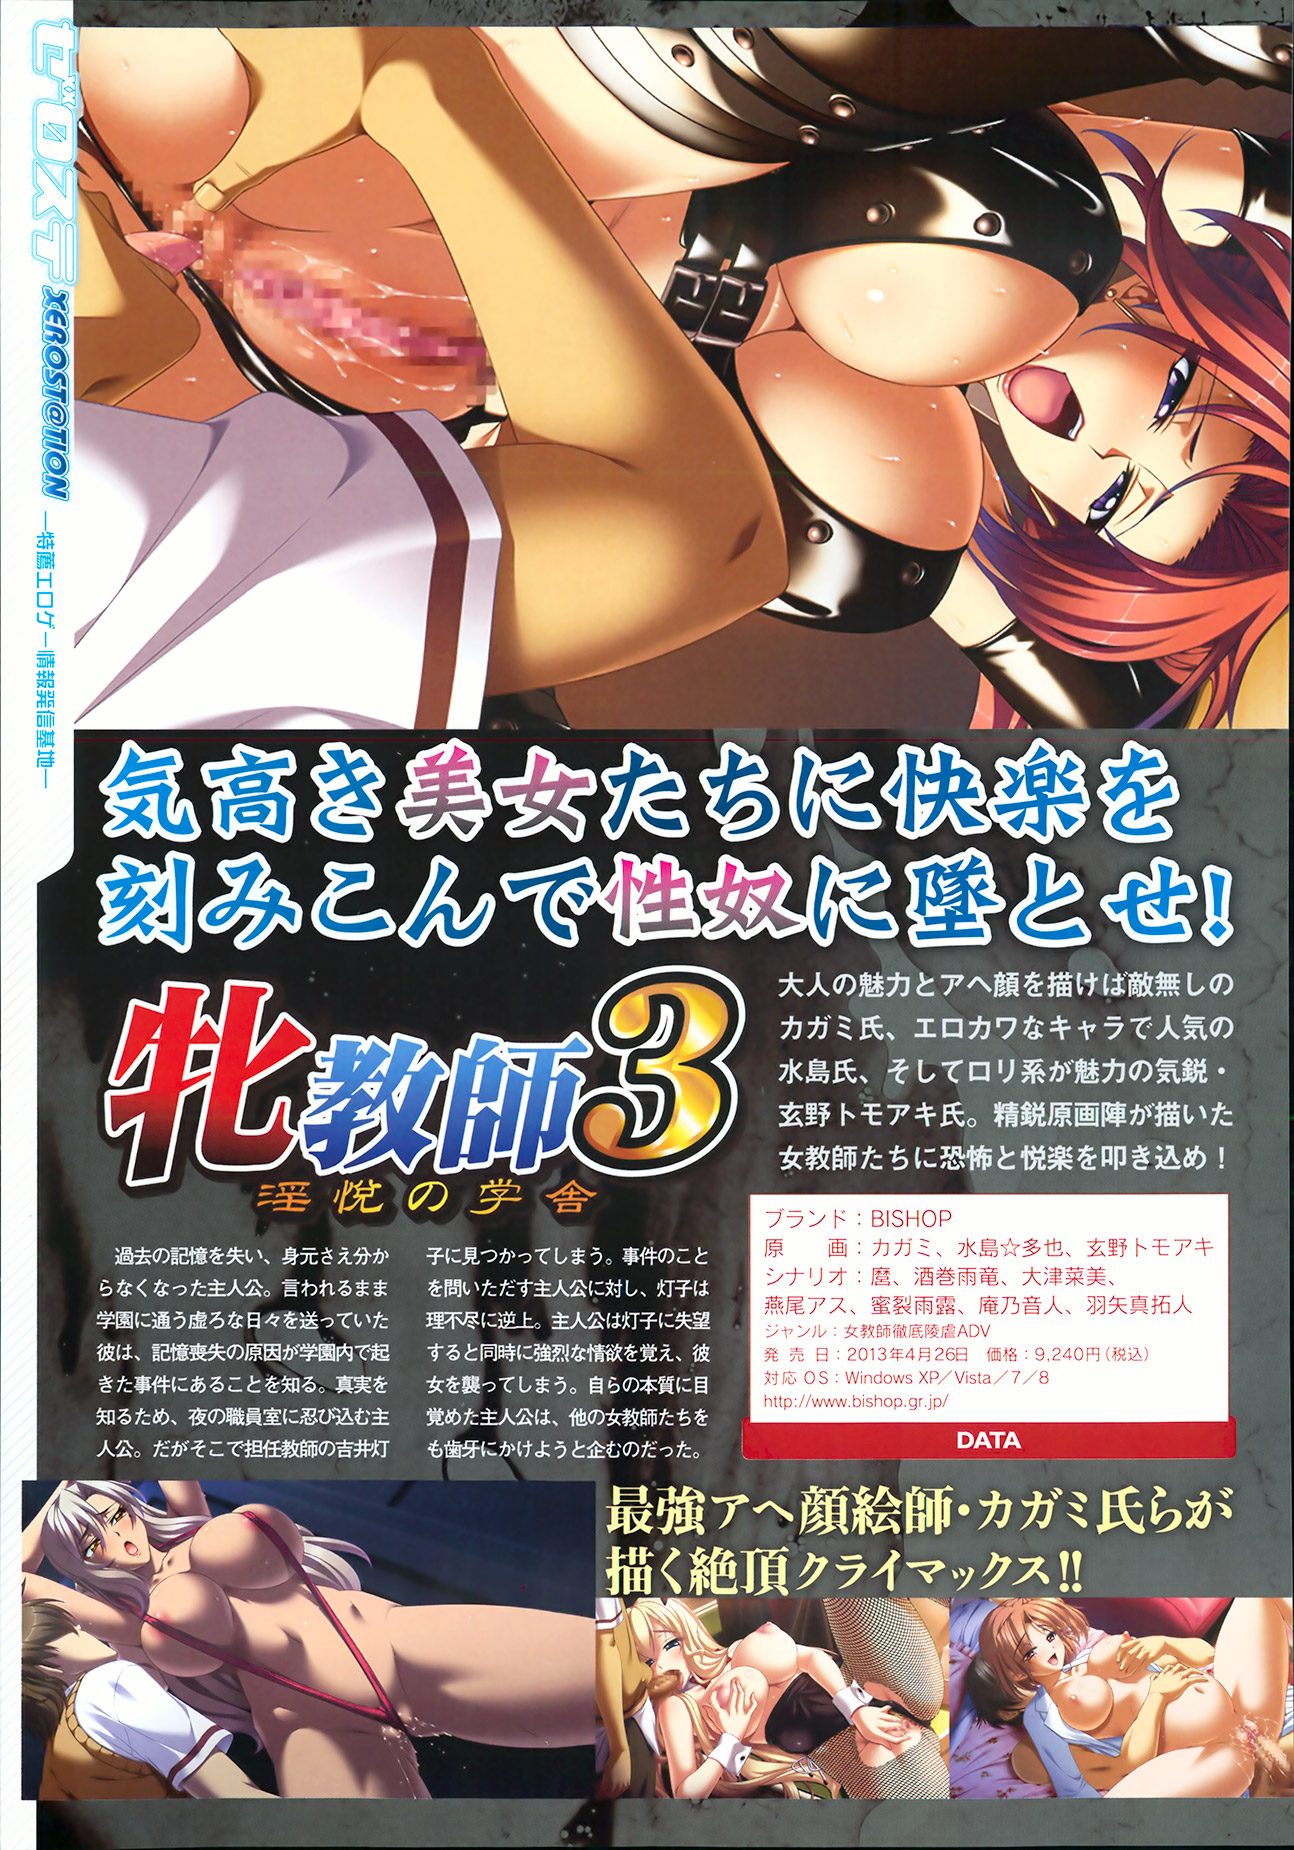 ゼロステ
XEROST@TION
―特薦エロゲー情報発信基地―
気高き美女たちに快楽を
刻みこんで性奴に墜とせ！
牝教師3
淫悦の学舎
大人の魅力とアヘ顔を描けば敵無しの
カガミ氏、エロカワなキャラで人気の
水島氏、そしてロリ系が魅力の気鋭・
玄野トモアキ氏。精鋭原画陣が描いた
女教師たちに恐怖と悦楽を叩き込め！
過去の記憶を失い、身元さえ分か
らなくなった主人公。言われるまま
学園に通う虚ろな日々を送っていた
彼は、記憶喪失の原因が学園内で起
きた事件にあることを知る。真実を
知るため、夜の職員室に忍び込む主
人公。だがそこで担任教師の吉井灯
子に見つかってしまう。事件のこと
を問いただす主人公に対し、灯子は
理不尽に逆上。主人公は灯子に失望
すると同時に強烈な情欲を覚え、彼
女を襲ってしまう。自らの本質に目
覚めた主人公は、他の女教師たちを
も歯牙にかけようと企むのだった。
ブランド：BISHOP
原　　画：カガミ、水島☆多也、玄野トモアキ
シナリオ：麿、酒巻雨竜、大津菜美、
燕尾アス、蜜裂雨露、庵乃音人、羽矢真拓人
ジャンル：女教師徹底陵虐ADV
発 売 日：2013年4月26日　価格：9,240円（税込）
対応 OS：Windows XP／Vista／7／8
http://www.bishop.gr.jp/
DATA
最強アヘ顔絵師・カガミ氏らが
描く絶頂クライマックス!!